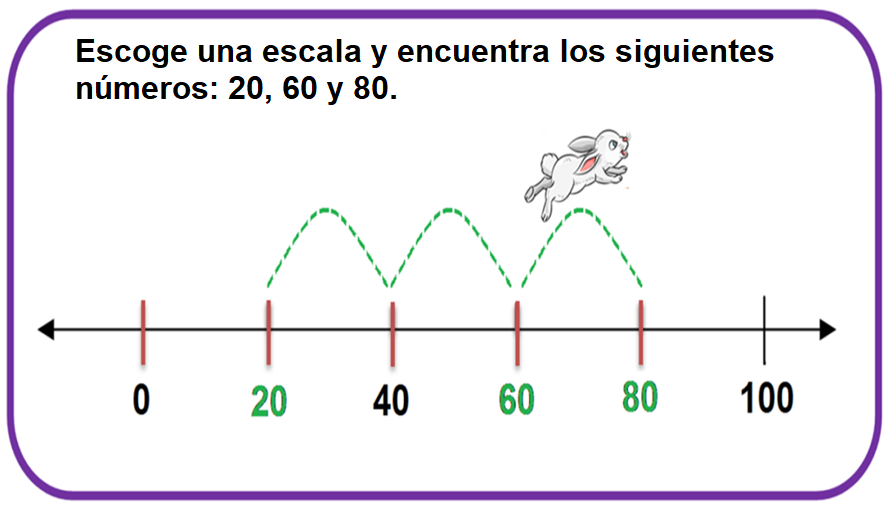 Escoge una escala y encuentra los siguientes
números: 20, 60 y 80.
0 20 40 60 80 100